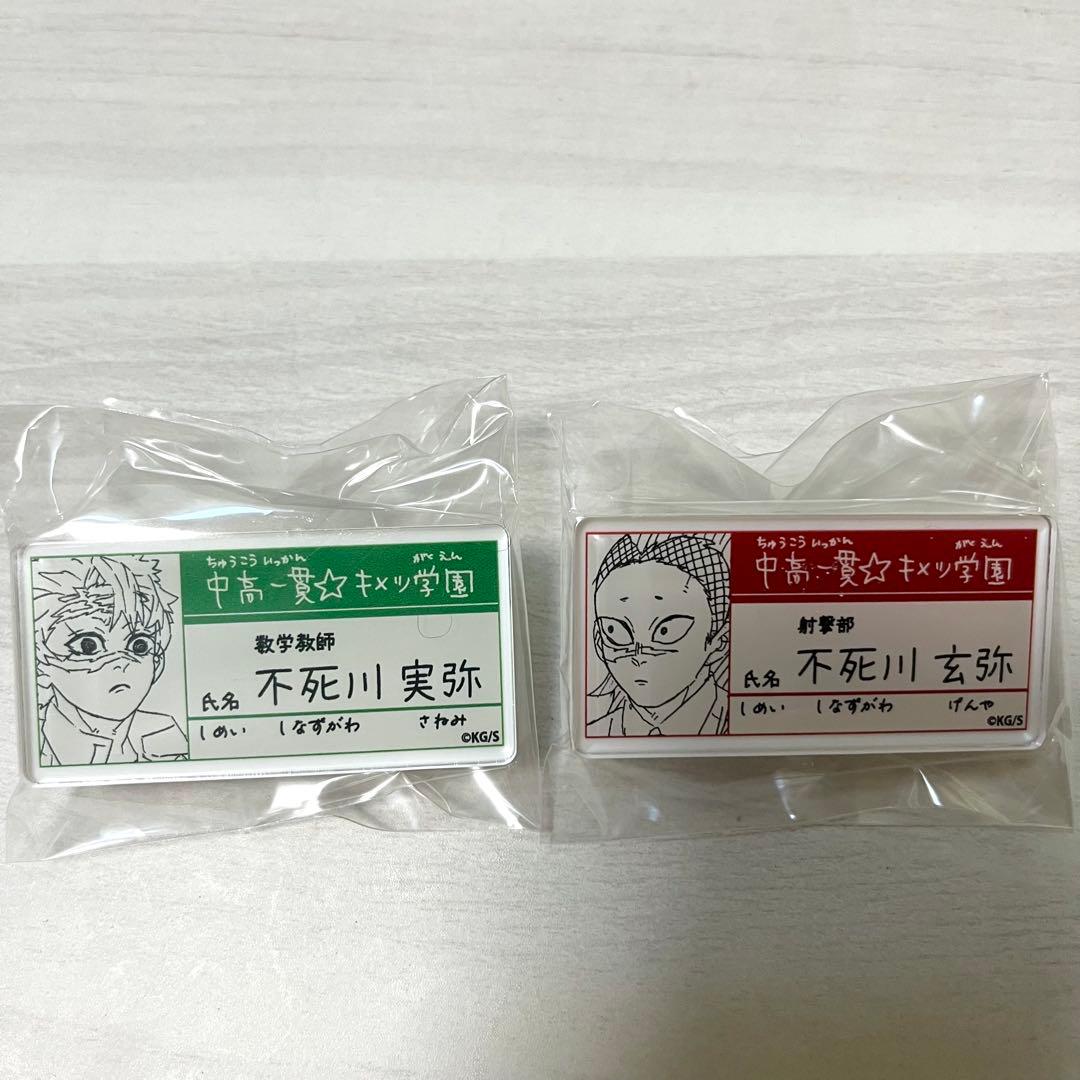 ちゅうこういっかん がくえん
中高一貫☆キメツ学園
数学教師
氏名 不死川 実弥
しめい しなずがわ さねみ
©KG/S
ちゅうこういっかん がくえん
中高一貫☆キメツ学園
射撃部
氏名 不死川 玄弥
しめい しなずがわ げんや
©KG/S